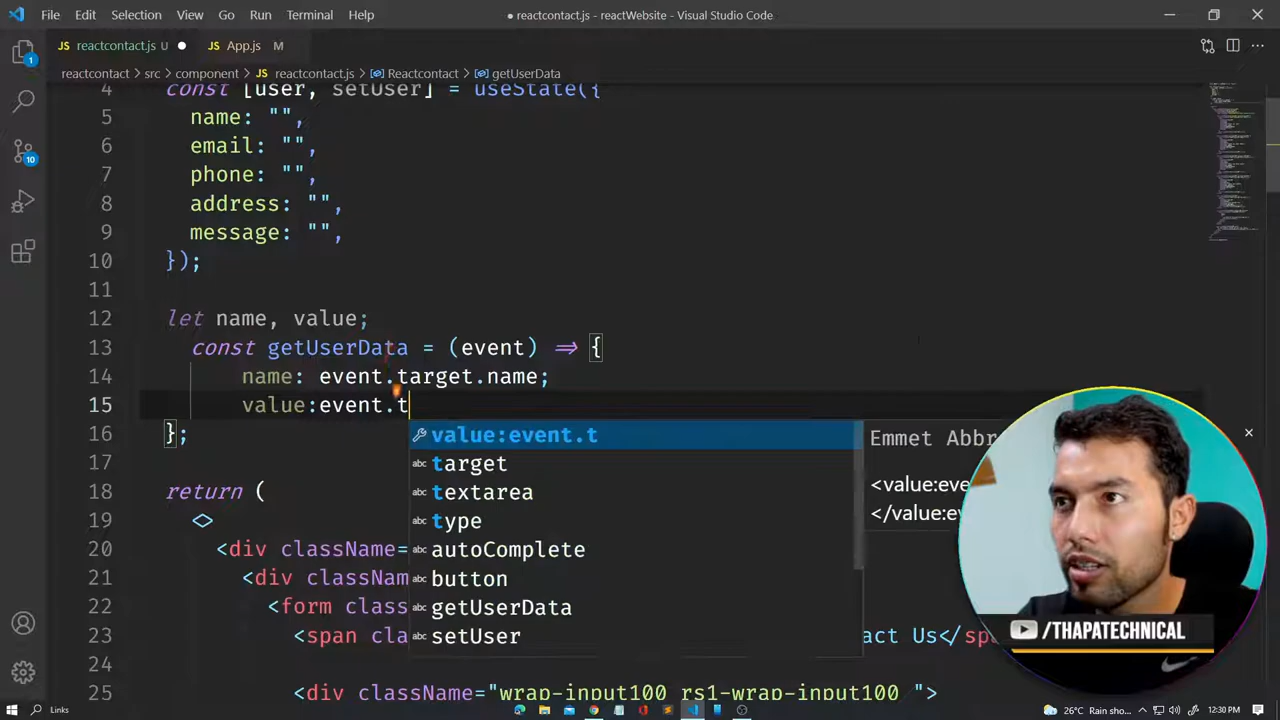 File Edit Selection View Go Run Terminal Help
● reactcontact.js - reactWebsite - Visual Studio Code
JS reactcontact.js U ● JS App.js M
reactcontact > src > component > JS reactcontact.js > Reactcontact > getUserData
4 const [user, setUser] = useState({
5 name: "",
6 email: "",
7 phone: "",
8 address: "",
9 message: "",
10 });
11
12 let name, value;
13 const getUserData = (event) => {
14 name: event.target.name;
15 value:event.t
16 };
value:event.t
target
textarea
type
autoComplete
button
getUserData
setUser
Emmet Abbr
<value:eve
</value:ev
17
18 return (
19 <>
20 <div className=
21 <div classNam
22 <form class
23 <span cla act Us</sp
24
25 <div className="wrap-input100 rs1-wrap-input100 ">
1
10
/THAPATECHNICAL
Links
26°C Rain sho... 12:30 PM